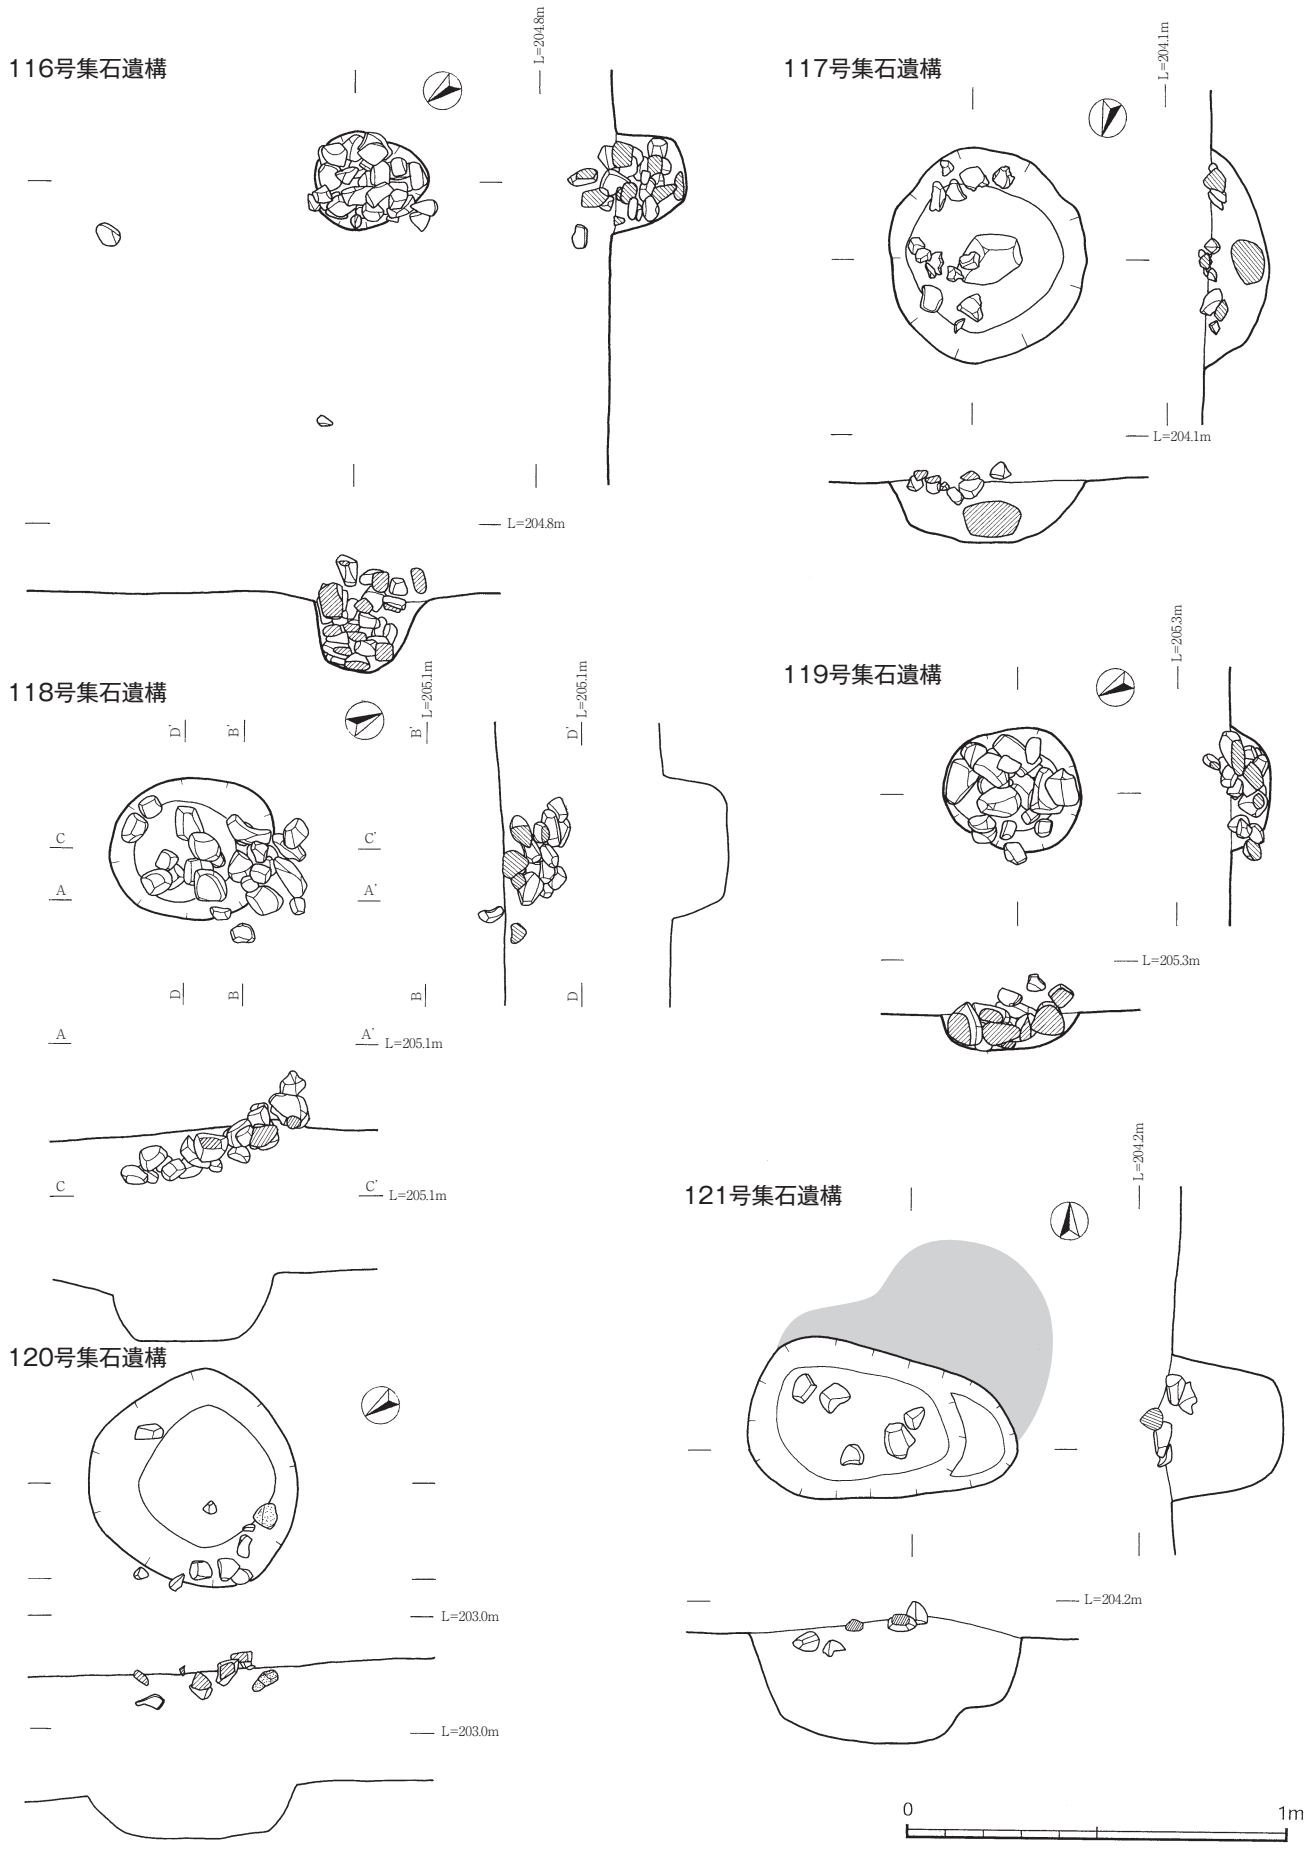 116号集石遺構
L=204.8m
L=204.8m
117号集石遺構
L=204.1m
L=204.1m
118号集石遺構
D' B' B' L=205.1m D' L=205.1m
C C'
A A'
D B B D
A A' L=205.1m
C C' L=205.1m
119号集石遺構
L=205.3m
L=205.3m
120号集石遺構
L=203.0m
L=203.0m
121号集石遺構
L=204.2m
L=204.2m
0 1m